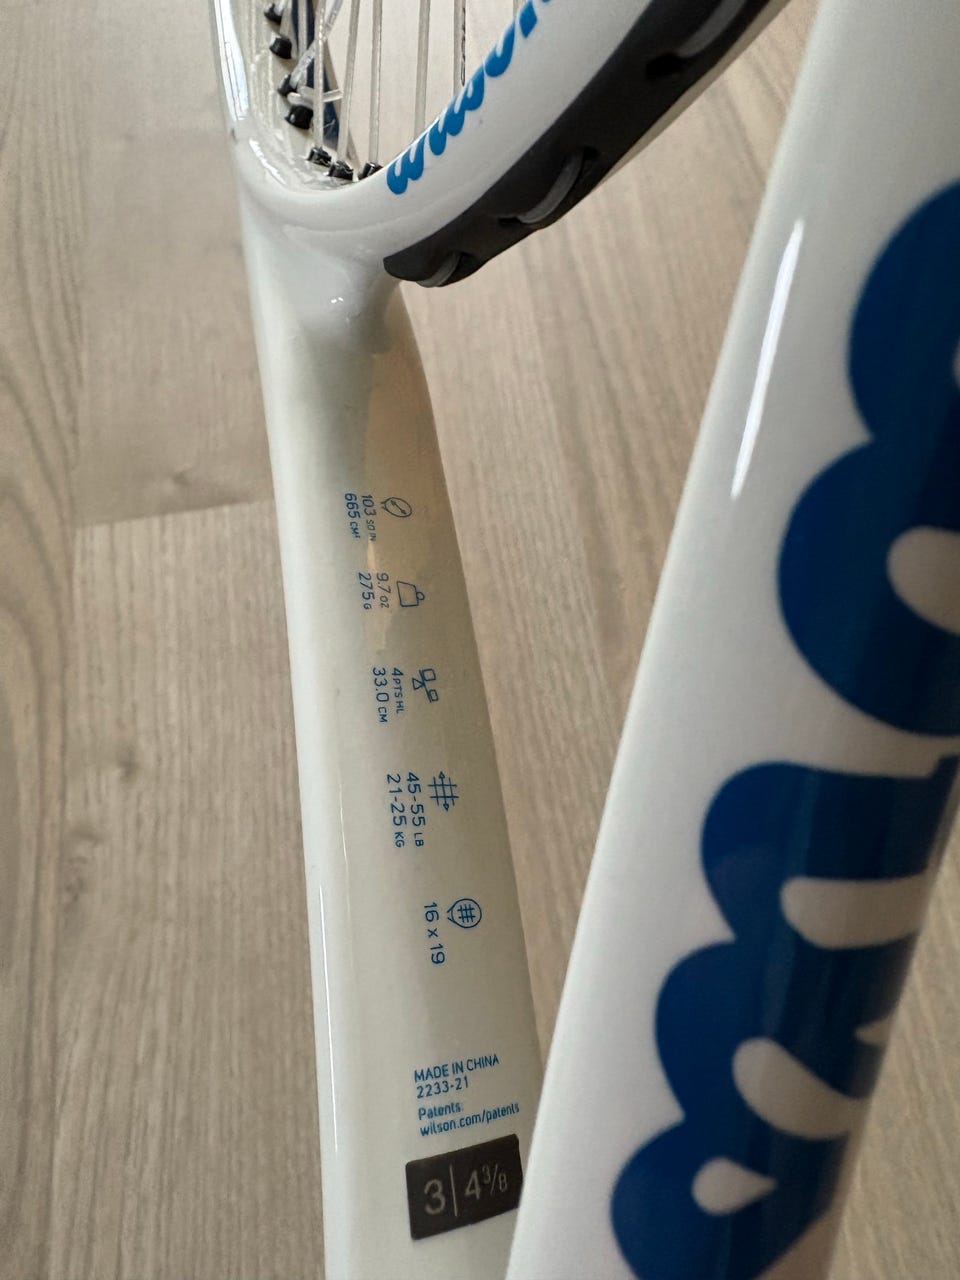 wilson
103 SQ IN
665 CM²
9.7 OZ
275 G
4 PTS HL
33.0 CM
45-55 LB
21-25 KG
16 x 19
MADE IN CHINA
2233-21
Patents:
wilson.com/patents
3 | 4 3/8